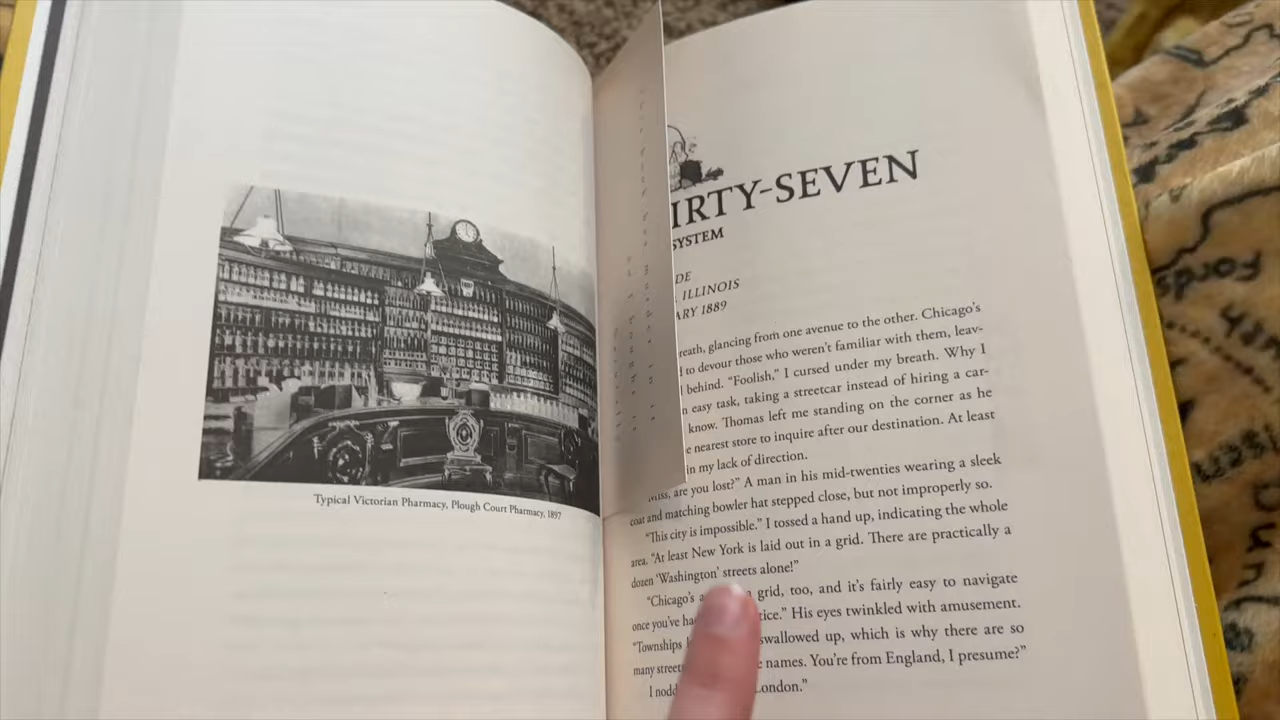 Typical Victorian Pharmacy, Plough Court Pharmacy, 1897
IRTY-SEVEN
SYSTEM
DE
ILLINOIS
ARY 1889
reath, glancing from one avenue to the other. Chicago's
to devour those who weren't familiar with them, leav-
behind. “Foolish,” I cursed under my breath. Why I
n easy task, taking a streetcar instead of hiring a car-
know. Thomas left me standing on the corner as he
e nearest store to inquire after our destination. At least
in my lack of direction.
Miss, are you lost?” A man in his mid-twenties wearing a sleek
coat and matching bowler hat stepped close, but not improperly so.
“This city is impossible.” I tossed a hand up, indicating the whole
area. “At least New York is laid out in a grid. There are practically a
dozen ‘Washington’ streets alone!”
“Chicago's a grid, too, and it's fairly easy to navigate
once you've ha tice.” His eyes twinkled with amusement.
“Townships swallowed up, which is why there are so
many street e names. You're from England, I presume?”
I nodd London.”
Fords